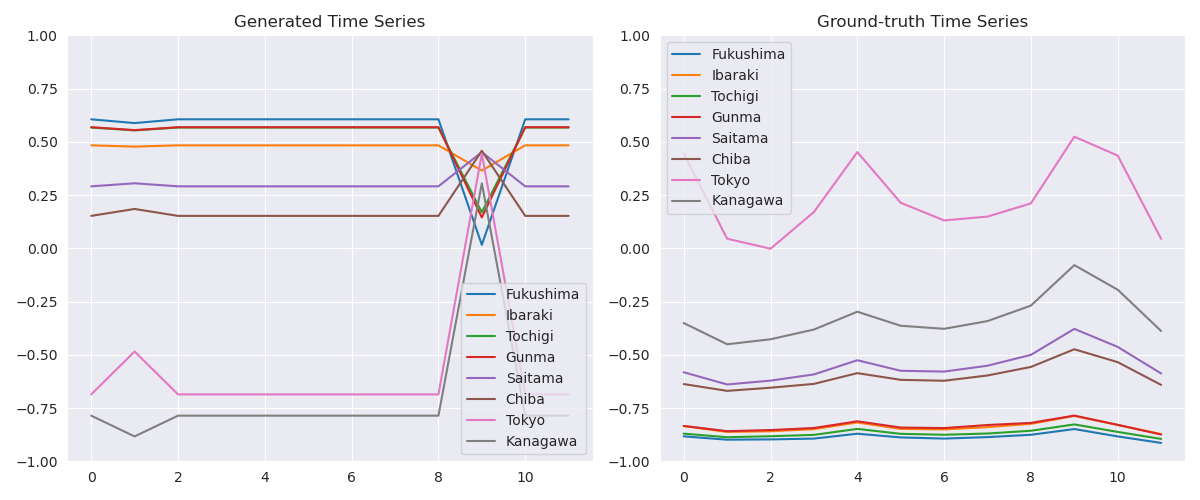 Generated Time Series
1.00
0.75
0.50
0.25
0.00
−0.25
−0.50
−0.75
−1.00
0 2 4 6 8 10
Fukushima
Ibaraki
Tochigi
Gunma
Saitama
Chiba
Tokyo
Kanagawa
Ground-truth Time Series
1.00
0.75
0.50
0.25
0.00
−0.25
−0.50
−0.75
−1.00
0 2 4 6 8 10
Fukushima
Ibaraki
Tochigi
Gunma
Saitama
Chiba
Tokyo
Kanagawa